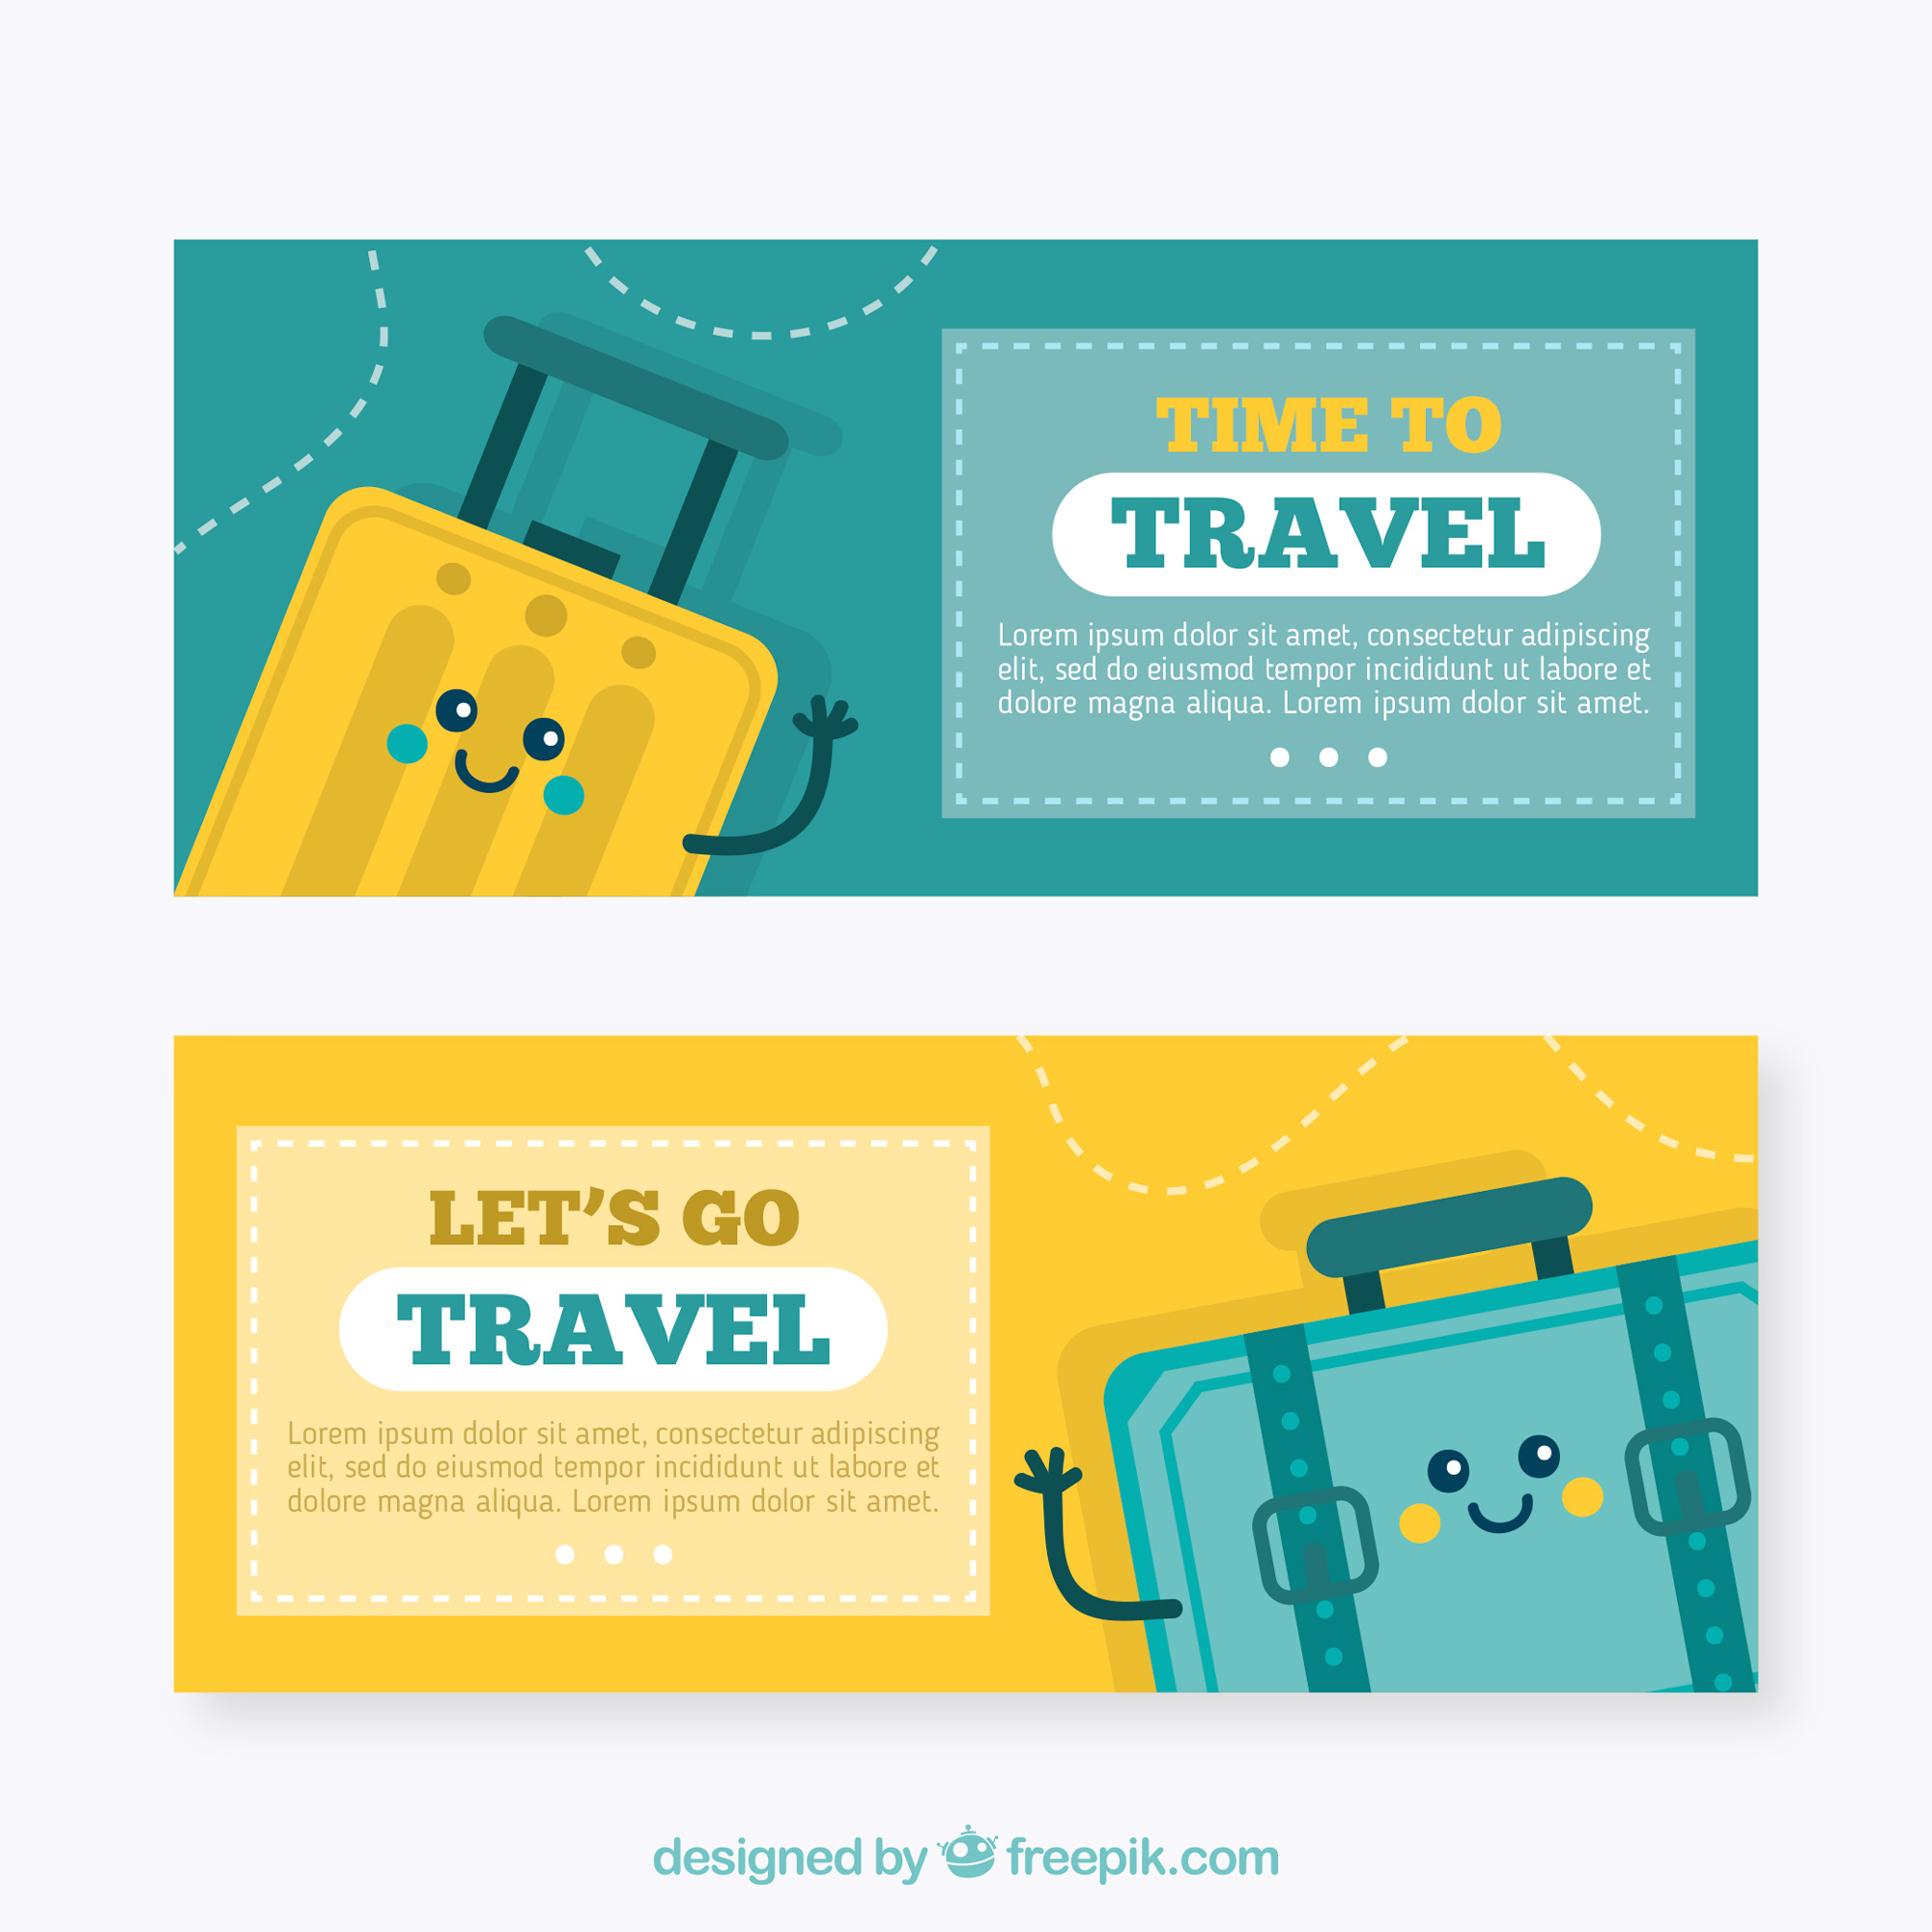 TIME TO
TRAVEL
Lorem ipsum dolor sit amet, consectetur adipiscing
elit, sed do eiusmod tempor incididunt ut labore et
dolore magna aliqua. Lorem ipsum dolor sit amet.
LET’S GO
TRAVEL
Lorem ipsum dolor sit amet, consectetur adipiscing
elit, sed do eiusmod tempor incididunt ut labore et
dolore magna aliqua. Lorem ipsum dolor sit amet.
designed by freepik.com